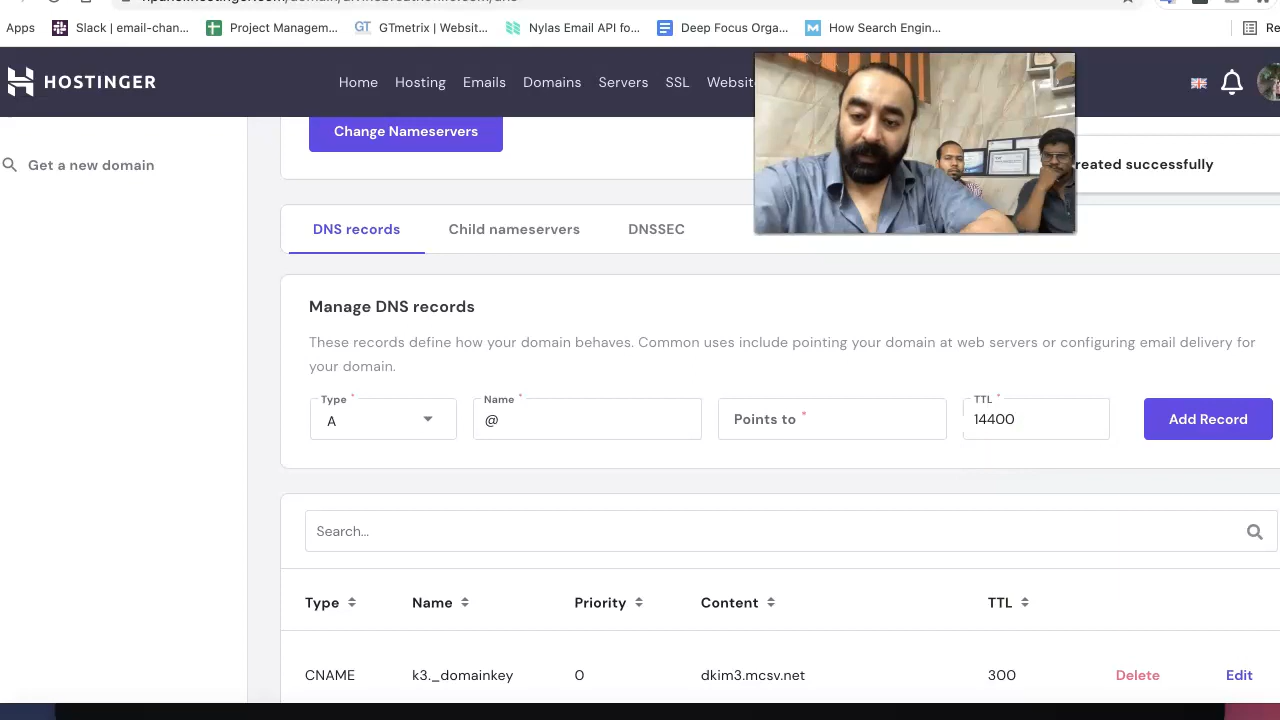 Apps Slack | email-chan... Project Managem... GTmetrix | Websit... Nylas Email API fo... Deep Focus Orga... How Search Engin... Re
HOSTINGER Home Hosting Emails Domains Servers SSL Websit
Change Nameservers
Get a new domain
reated successfully
DNS records Child nameservers DNSSEC
Manage DNS records
These records define how your domain behaves. Common uses include pointing your domain at web servers or configuring email delivery for
your domain.
Type * Name * TTL *
A @ Points to * 14400 Add Record
Search...
Type Name Priority Content TTL
CNAME k3._domainkey 0 dkim3.mcsv.net 300 Delete Edit